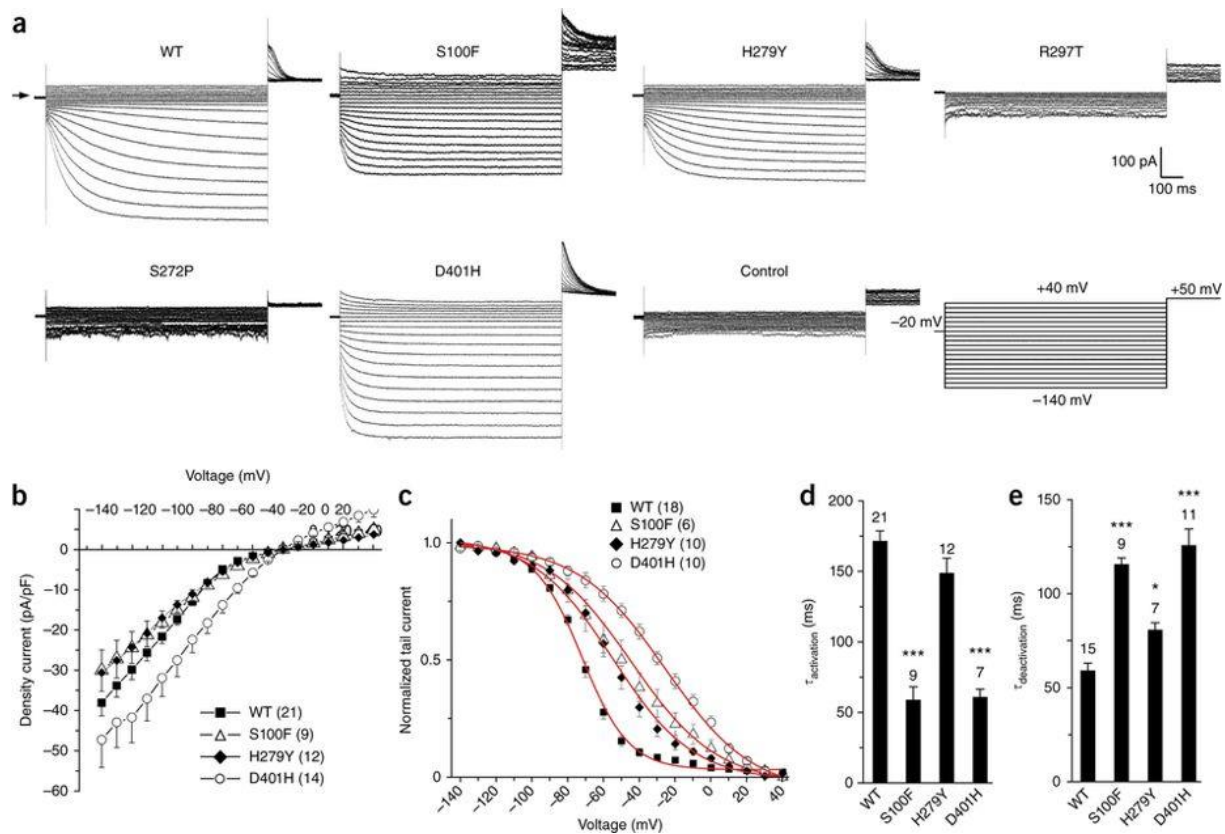 a
WT
S100F
H279Y
R297T
100 pA
100 ms
S272P
D401H
Control
+40 mV
+50 mV
−20 mV
−140 mV
b
Voltage (mV)
−140 −120 −100 −80 −60 −40 −20 0 20
0
−10
−20
−30
−40
−50
−60
Density current (pA/pF)
WT (21)
S100F (9)
H279Y (12)
D401H (14)
c
WT (18)
S100F (6)
H279Y (10)
D401H (10)
1.0
0.5
0
Normalized tail current
−140 −120 −100 −80 −60 −40 −20 0 20 40
Voltage (mV)
d
200
150
100
50
0
τactivation (ms)
21
***
9
12
***
7
WT
S100F
H279Y
D401H
e
150
100
50
0
τdeactivation (ms)
15
***
9
*
7
***
11
WT
S100F
H279Y
D401H